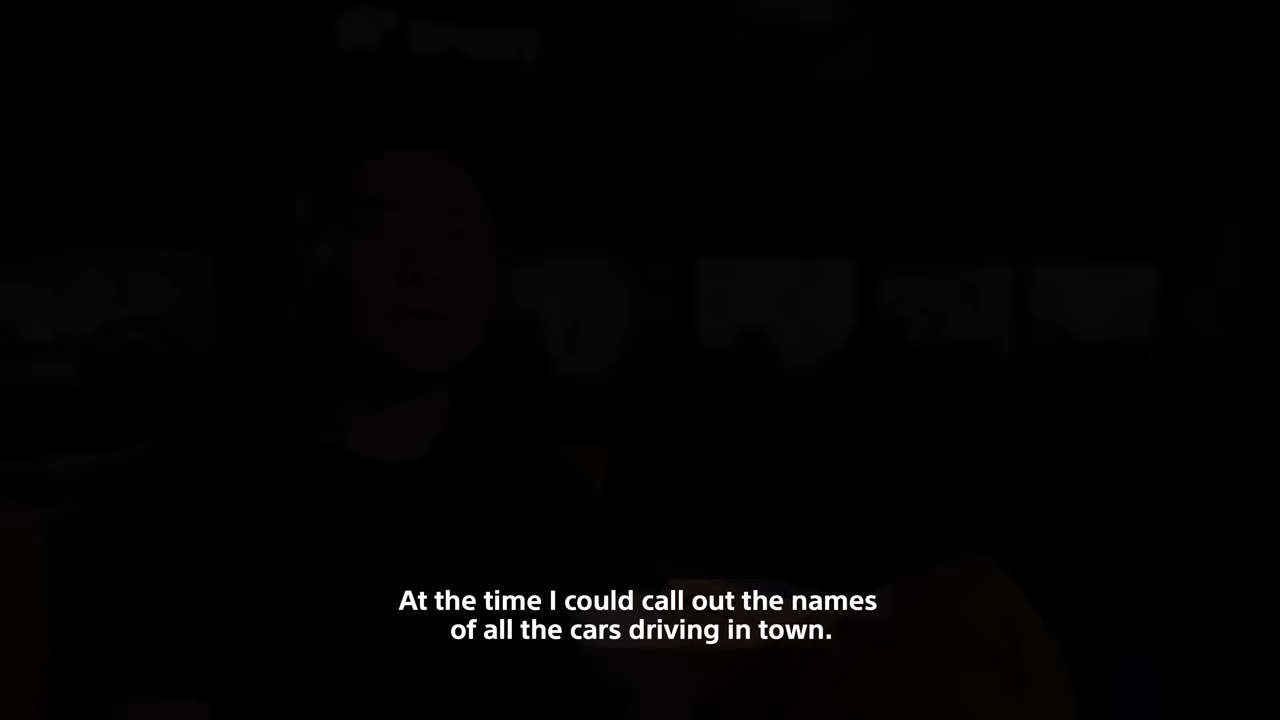 At the time I could call out the names
of all the cars driving in town.